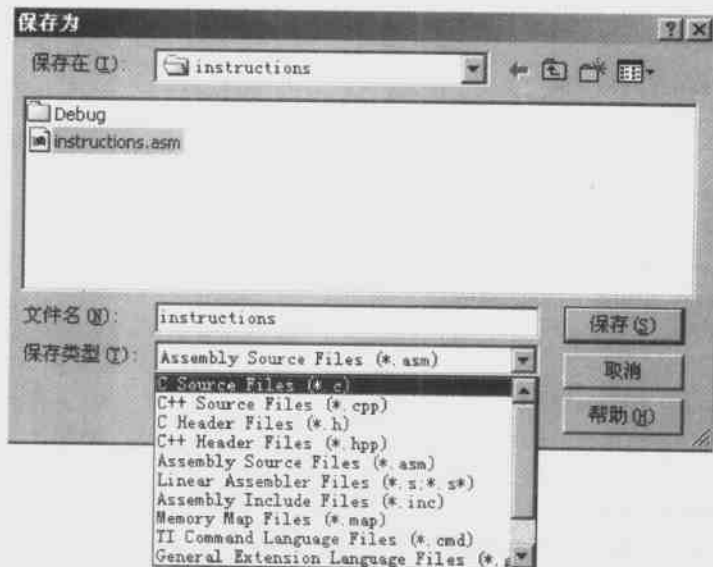 保存为
保存在(I):
instructions
Debug
instructions.asm
文件名(N):
instructions
保存(S)
保存类型(T):
Assembly Source Files (*.asm)
取消
C Source Files (*.c)
C++ Source Files (*.cpp)
帮助(H)
C Header Files (*.h)
C++ Header Files (*.hpp)
Assembly Source Files (*.asm)
Linear Assembler Files (*.s;*.s*)
Assembly Include Files (*.inc)
Memory Map Files (*.map)
TI Command Language Files (*.cmd)
General Extension Language Files (*.